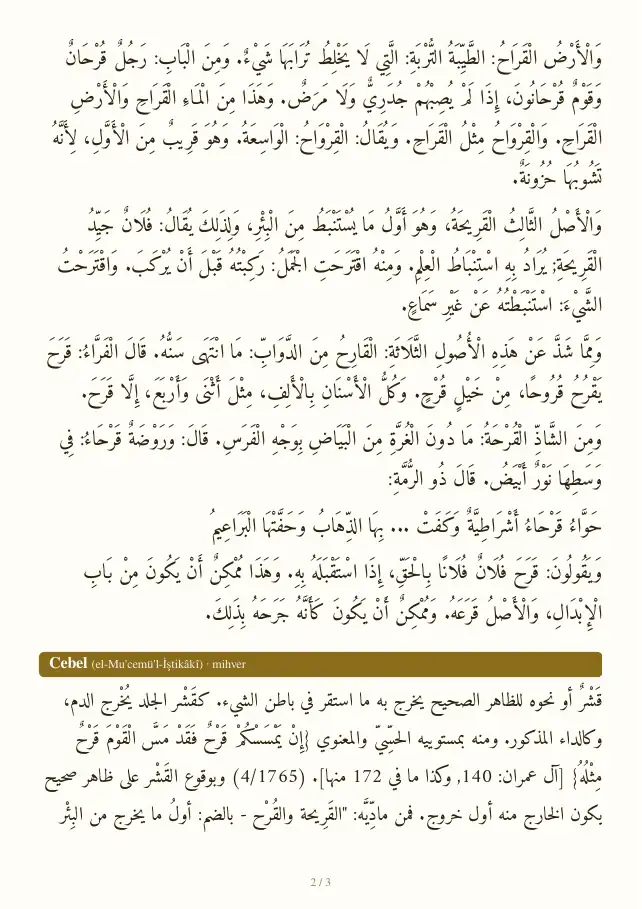 وَالْأَرْضُ الْقَرَاحُ: الطَّيِّبَةُ التُّرْبَةِ: الَّتِي لَا يَخْلِطُ تُرَابَهَا شَيْءٌ. وَمِنَ الْبَابِ: رَجُلٌ قُرْحَانٌ
وَقَوْمٌ قُرْحَانُونَ، إِذَا لَمْ يُصِبْهُمْ جُدَرِيٌّ وَلَا مَرَضٌ. وَهَذَا مِنَ الْمَاءِ الْقَرَاحِ وَالْأَرْضِ
الْقَرَاحِ. وَالْقِرْوَاحُ مِثْلُ الْقَرَاحِ. وَيُقَالُ: الْقِرْوَاحُ: الْوَاسِعَةُ. وَهُوَ قَرِيبٌ مِنِ الْأَوَّلِ، لِأَنَّهُ
تَشُوبُهَا حُزُونَةٌ.
وَالْأَصْلُ الثَّالِثُ الْقَرِيحَةُ، وَهُوَ أَوَّلُ مَا يُسْتَنْبَطُ مِنَ الْبِئْرِ، وَلِذَلِكَ يُقَالُ: فُلَانٌ جَيِّدُ
الْقَرِيحَةِ; يُرَادُ بِهِ اسْتِنْبَاطُ الْعِلْمِ. وَمِنْهُ اقْتَرَحْتِ الْجَمَلُ: رَكِبْتُهُ قَبْلَ أَنْ يُرْكَبَ. وَاقْتَرَحْتُ
الشَّيْءَ: اسْتَنْبَطْتُهُ عَنْ غَيْرِ سَمَاعٍ.
وَمِمَّا شَذَّ عَنْ هَذِهِ الْأُصُولِ الثَّلَاثَةِ: الْقَارِحُ مِنَ الدَّوَابِّ: مَا انْتَهَى سَنُّهُ. قَالَ الْفَرَّاءُ: قَرَحَ
يَقْرُحُ قُرُوحًا، مِنْ خَيْلٍ قُرْحٍ. وَكُلُّ الْأَسْنَانِ بِالْأَلِفِ، مِثْلَ أَثْنَى وَأَرْبَعَ، إِلَّا قَرَحَ.
وَمِنَ الشَّاذِّ الْقُرْحَةُ: مَا دُونَ الْغُرَّةِ مِنَ الْبَيَاضِ بِوَجْهِ الْفَرَسِ. قَالَ: وَرَوْضَةٌ قَرْحَاءُ: فِي
وَسَطِهَا نَوْرٌ أَبْيَضُ. قَالَ ذُو الرُّمَّةِ:
حَوَّاءُ قَرْحَاءُ أَشْرَاطِيَّةٌ وَكَفَتْ ... بِهَا الذِّهَابُ وَحَفَّتْهَا الْبَرَاعِيمُ
وَيَقُولُونَ: قَرَحَ فُلَانٌ فُلَانًا بِالْحَقِّ، إِذَا اسْتَقْبَلَهُ بِهِ. وَهَذَا مُمْكِنٌ أَنْ يَكُونَ مِنْ بَابِ
الْإِبْدَالِ، وَالْأَصْلُ قَرَعَهُ. وَمُمْكِنٌ أَنْ يَكُونَ كَأَنَّهُ جَرَحَهُ بِذَلِكَ.
Cebel (el-Mu'cemü'l-İştikâkî) · mihver
قَشْرٌ أو نحوه للظاهر الصحيح يخرج به ما استقر في باطن الشيء. كقَشْر الجلد يُخْرج الدم،
وكالداء المذكور. ومنه بمستوييه الحسِّيّ والمعنوي {إِنْ يَمْسَسْكُمْ قَرْحٌ فَقَدْ مَسَّ الْقَوْمَ قَرْحٌ
مِثْلُهُ} [آل عمران: 140, وكذا ما في 172 منها]. (4/1765) وبوقوع القَشْر على ظاهر صحيح
يكون الخارج منه أول خروج. فمن مادِّيَّه: "القَرِيحة والقُرْح - بالضم: أولُ ما يخرج من البِئْر
2 / 3